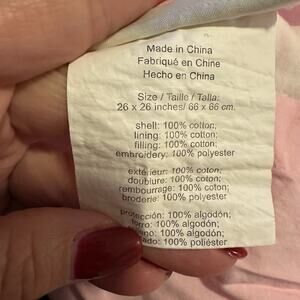 Made in China
Fabriqué en Chine
Hecho en China
Size / Taille / Talla:
26 x 26 inches/ 66 x 66 cm.
shell: 100% cotton;
lining: 100% cotton;
filling: 100% cotton;
embroidery: 100% polyester
extérieur: 100% coton;
doublure: 100% coton;
rembourrage: 100% coton;
broderie: 100% polyester
protección: 100% algodón;
forro: 100% algodón;
100% algodón;
100% poliéster